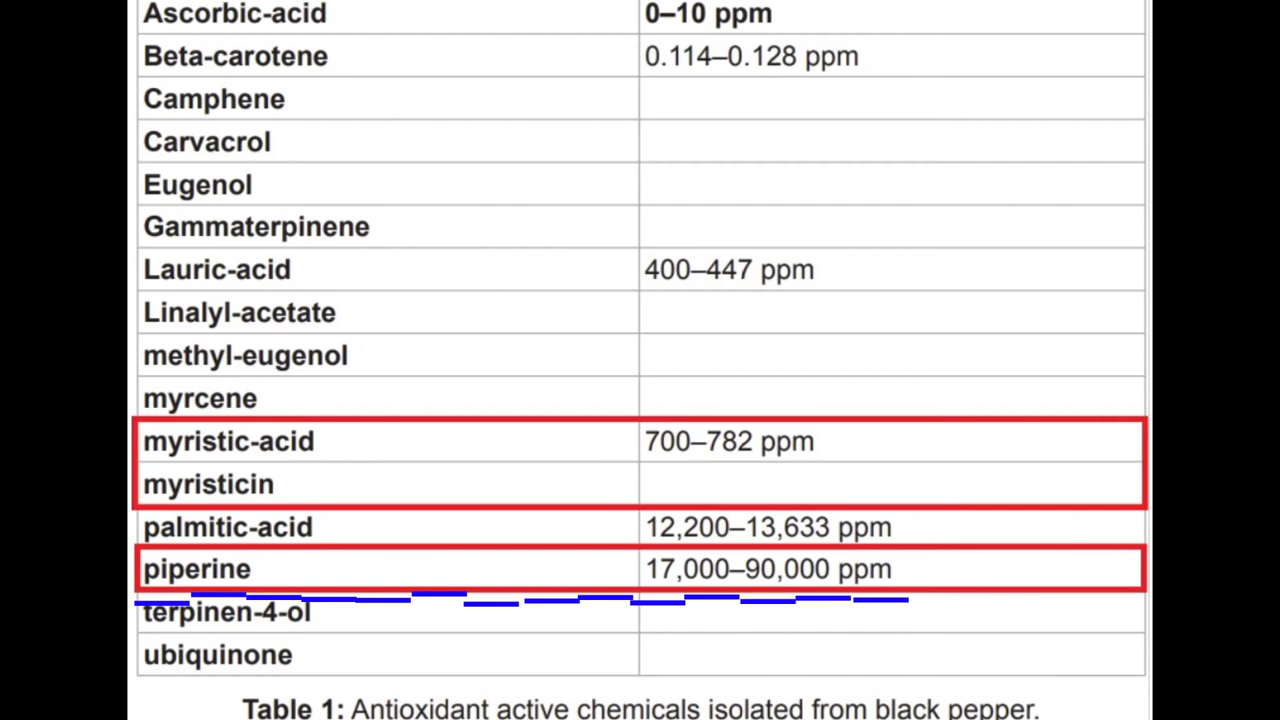 Ascorbic-acid 0–10 ppm
Beta-carotene 0.114–0.128 ppm
Camphene
Carvacrol
Eugenol
Gammaterpinene
Lauric-acid 400–447 ppm
Linalyl-acetate
methyl-eugenol
myrcene
myristic-acid 700–782 ppm
myristicin
palmitic-acid 12,200–13,633 ppm
piperine 17,000–90,000 ppm
terpinen-4-ol
ubiquinone
Table 1: Antioxidant active chemicals isolated from black pepper.